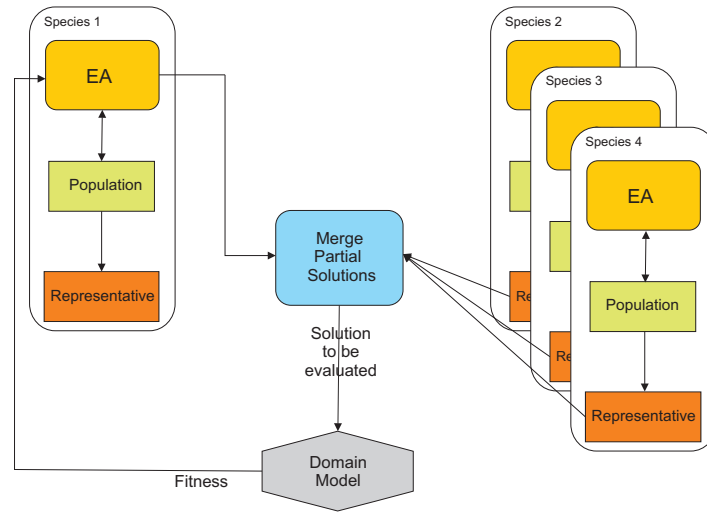 Species 1
EA
Population
Representative
Merge
Partial
Solutions
Solution
to be
evaluated
Domain
Model
Fitness
Species 2
Species 3
Species 4
EA
Population
Representative